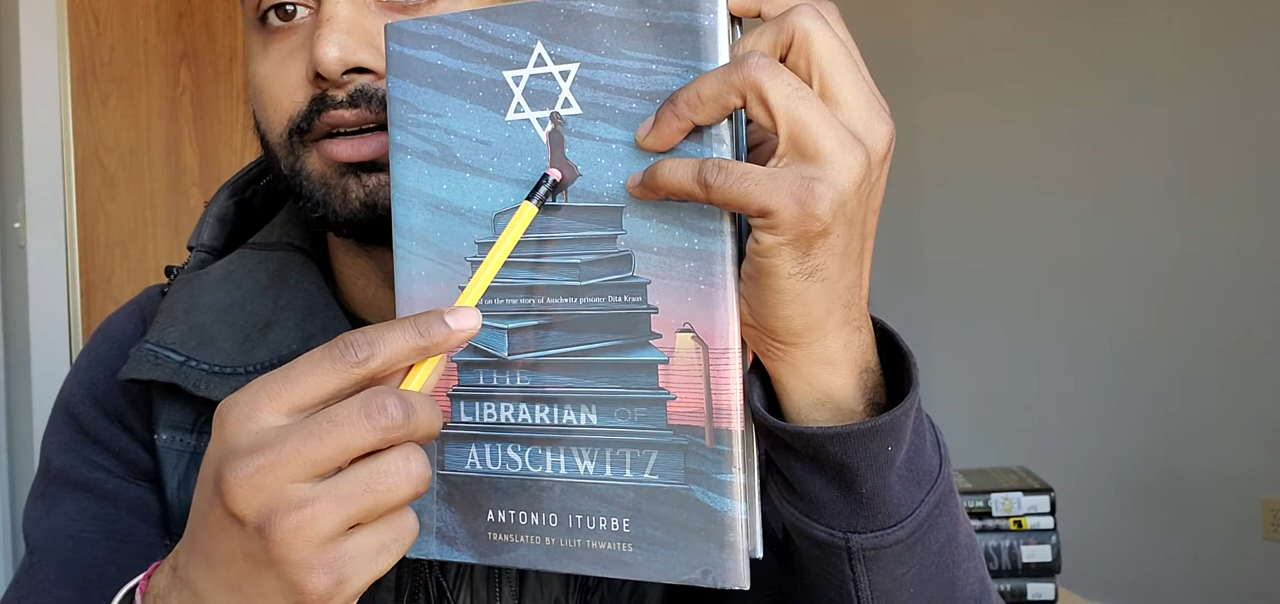 on the true story of Auschwitz prisoner Dita Kraus
THE
LIBRARIAN OF
AUSCHWITZ
ANTONIO ITURBE
TRANSLATED BY LILIT THWAITES